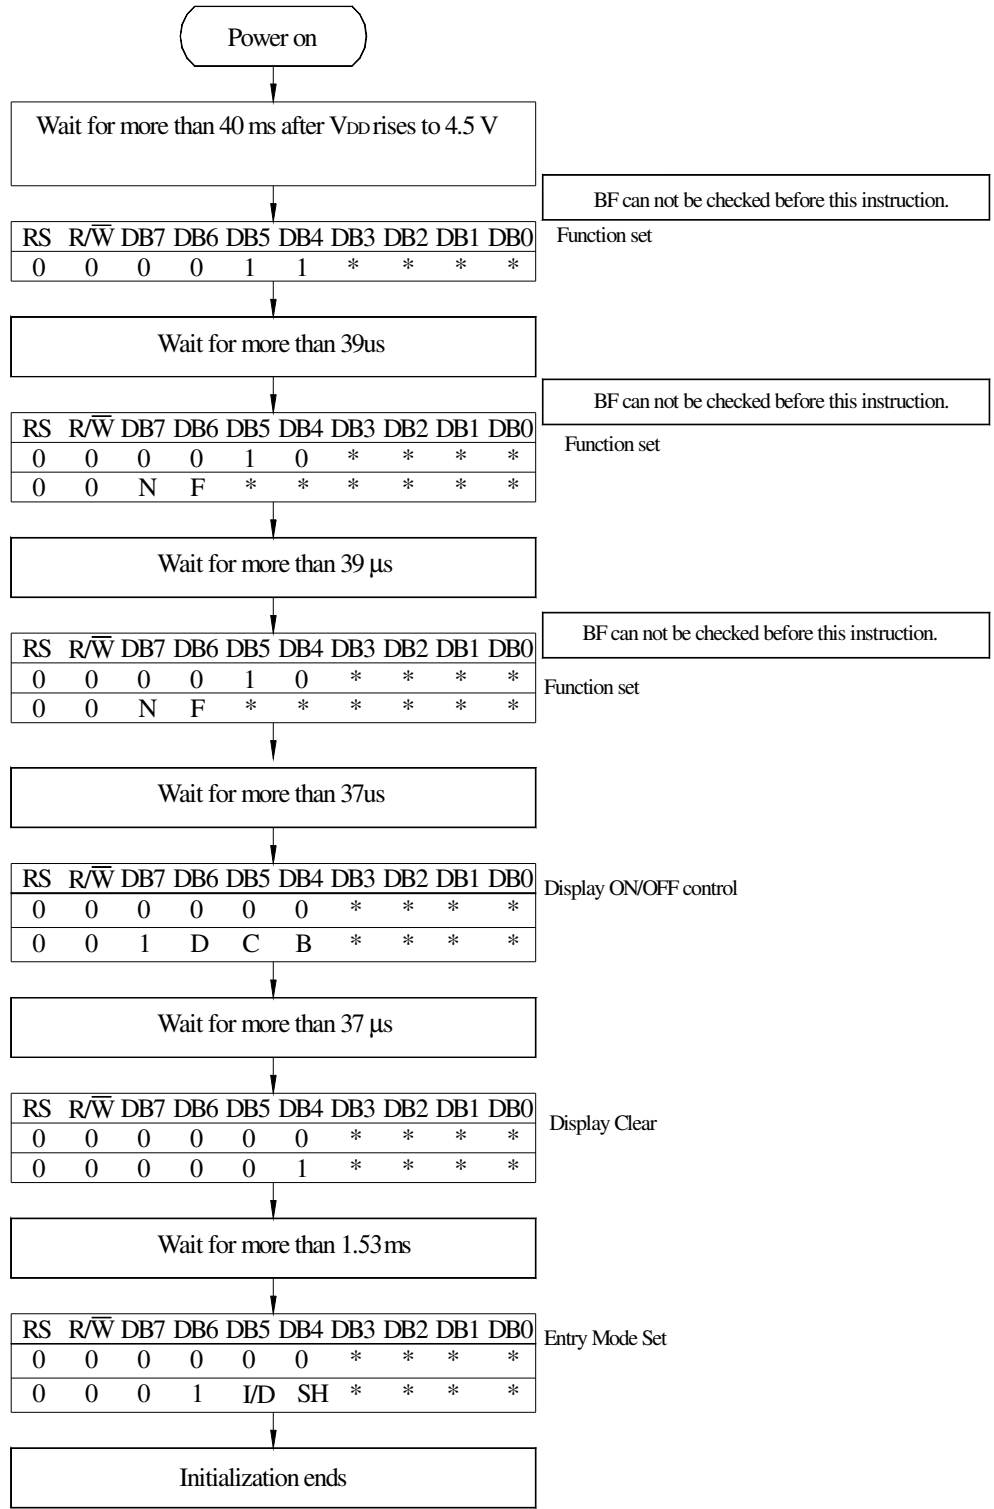 Power on
Wait for more than 40 ms after VDD rises to 4.5 V
BF can not be checked before this instruction.
RS R/W̅ DB7 DB6 DB5 DB4 DB3 DB2 DB1 DB0
Function set
0 0 0 0 1 1 * * * *
Wait for more than 39us
BF can not be checked before this instruction.
RS R/W̅ DB7 DB6 DB5 DB4 DB3 DB2 DB1 DB0
Function set
0 0 0 0 1 0 * * * *
0 0 N F * * * * * *
Wait for more than 39 μs
BF can not be checked before this instruction.
RS R/W̅ DB7 DB6 DB5 DB4 DB3 DB2 DB1 DB0
0 0 0 0 1 0 * * * *
Function set
0 0 N F * * * * * *
Wait for more than 37us
RS R/W̅ DB7 DB6 DB5 DB4 DB3 DB2 DB1 DB0
Display ON/OFF control
0 0 0 0 0 0 * * * *
0 0 1 D C B * * * *
Wait for more than 37 μs
RS R/W̅ DB7 DB6 DB5 DB4 DB3 DB2 DB1 DB0
Display Clear
0 0 0 0 0 0 * * * *
0 0 0 0 0 1 * * * *
Wait for more than 1.53ms
RS R/W̅ DB7 DB6 DB5 DB4 DB3 DB2 DB1 DB0
Entry Mode Set
0 0 0 0 0 0 * * * *
0 0 0 1 I/D SH * * * *
Initialization ends